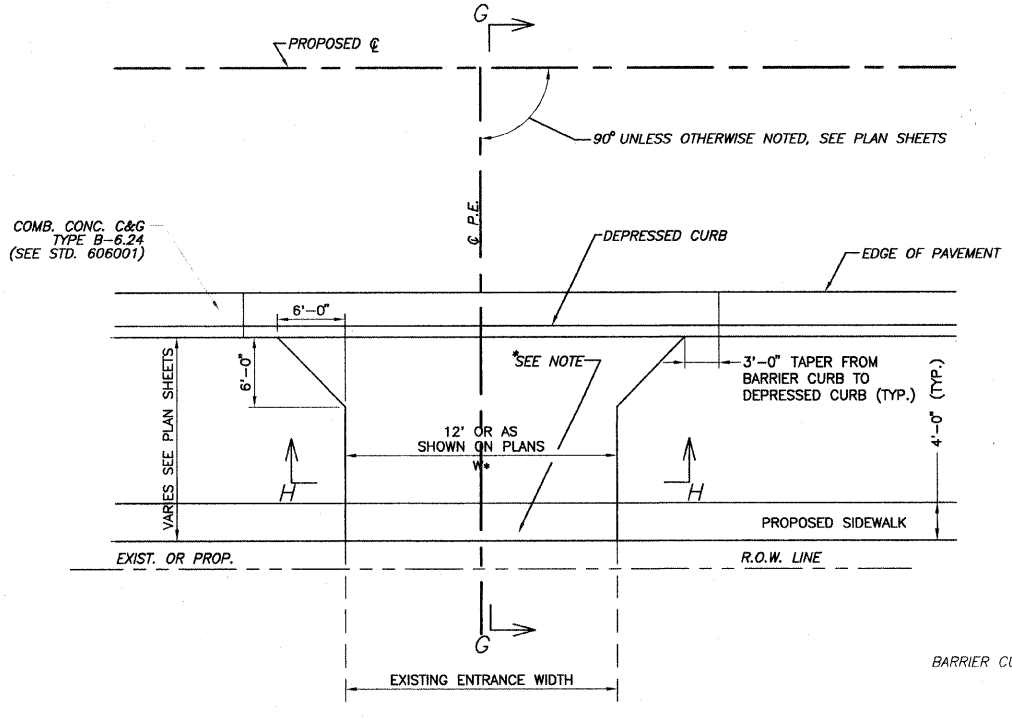 G
PROPOSED ℄
90° UNLESS OTHERWISE NOTED, SEE PLAN SHEETS
COMB. CONC. C&G
TYPE B-6.24
(SEE STD. 606001)
℄ P.E.
DEPRESSED CURB
EDGE OF PAVEMENT
6'-0"
6'-0"
*SEE NOTE
3'-0" TAPER FROM
BARRIER CURB TO
DEPRESSED CURB (TYP.)
4'-0" (TYP.)
VARIES SEE PLAN SHEETS
12' OR AS
SHOWN ON PLANS
W*
H
H
PROPOSED SIDEWALK
EXIST. OR PROP.
R.O.W. LINE
G
EXISTING ENTRANCE WIDTH
BARRIER CU